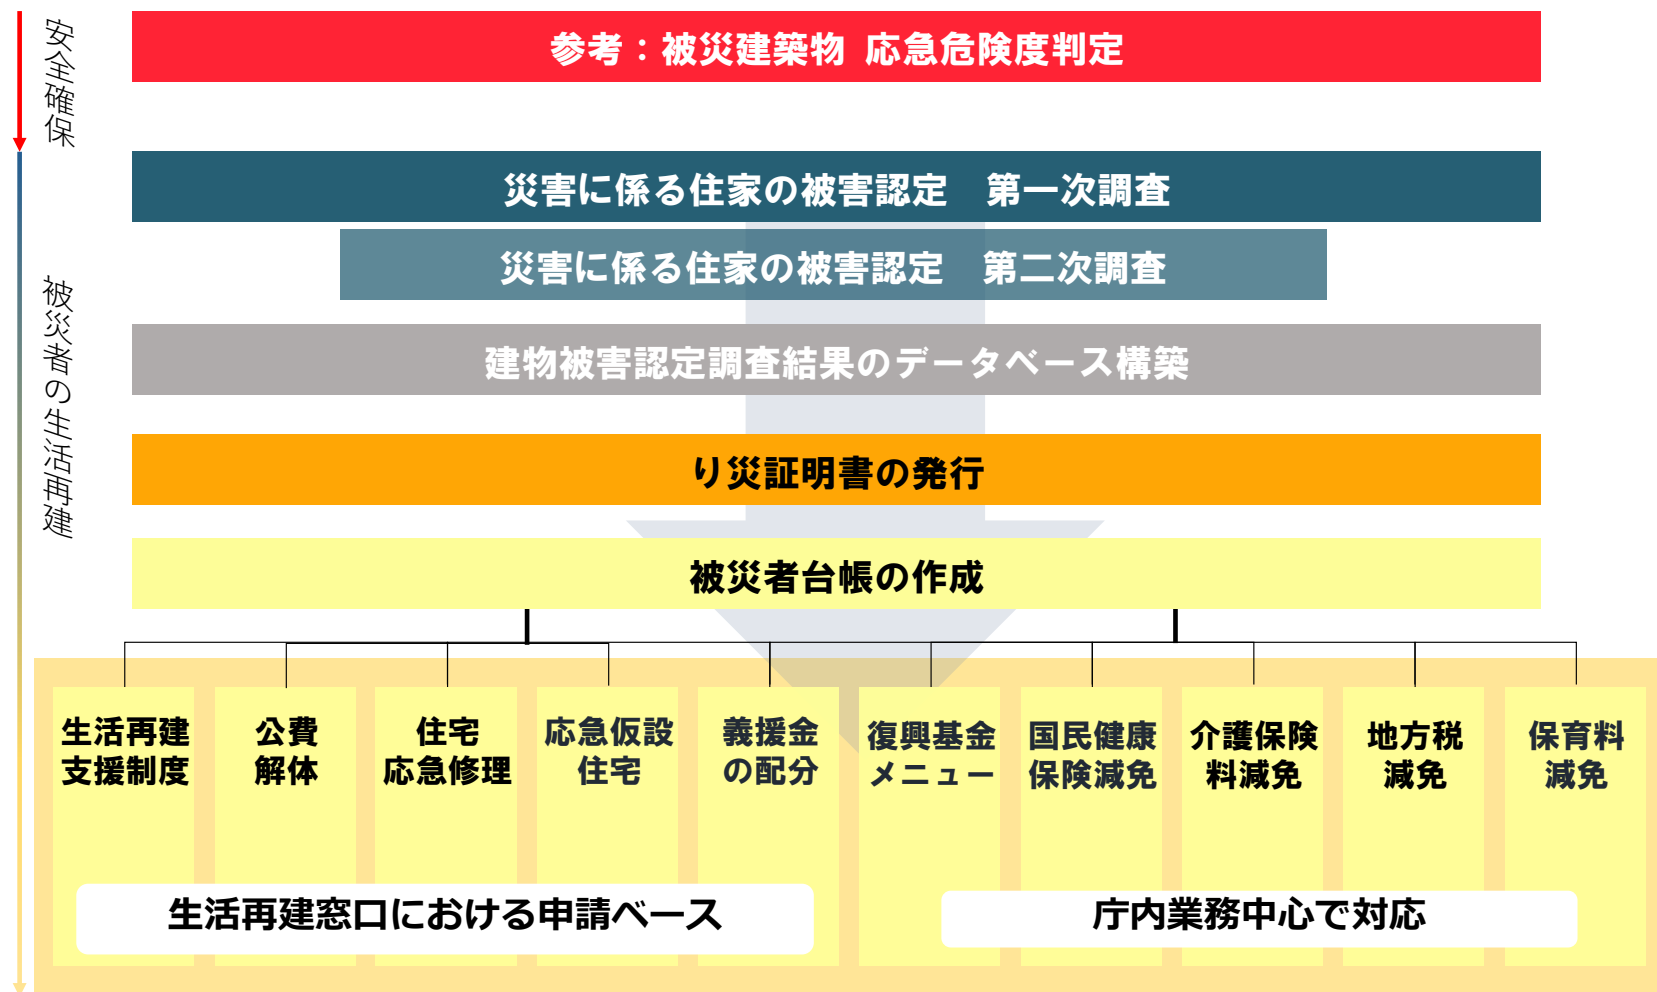 安全確保
参考：被災建築物 応急危険度判定
被災者の生活再建
災害に係る住家の被害認定　第一次調査
災害に係る住家の被害認定　第二次調査
建物被害認定調査結果のデータベース構築
り災証明書の発行
被災者台帳の作成
生活再建
支援制度
公費
解体
住宅
応急修理
応急仮設
住宅
義援金
の配分
復興基金
メニュー
国民健康
保険減免
介護保険
料減免
地方税
減免
保育料
減免
生活再建窓口における申請ベース
庁内業務中心で対応